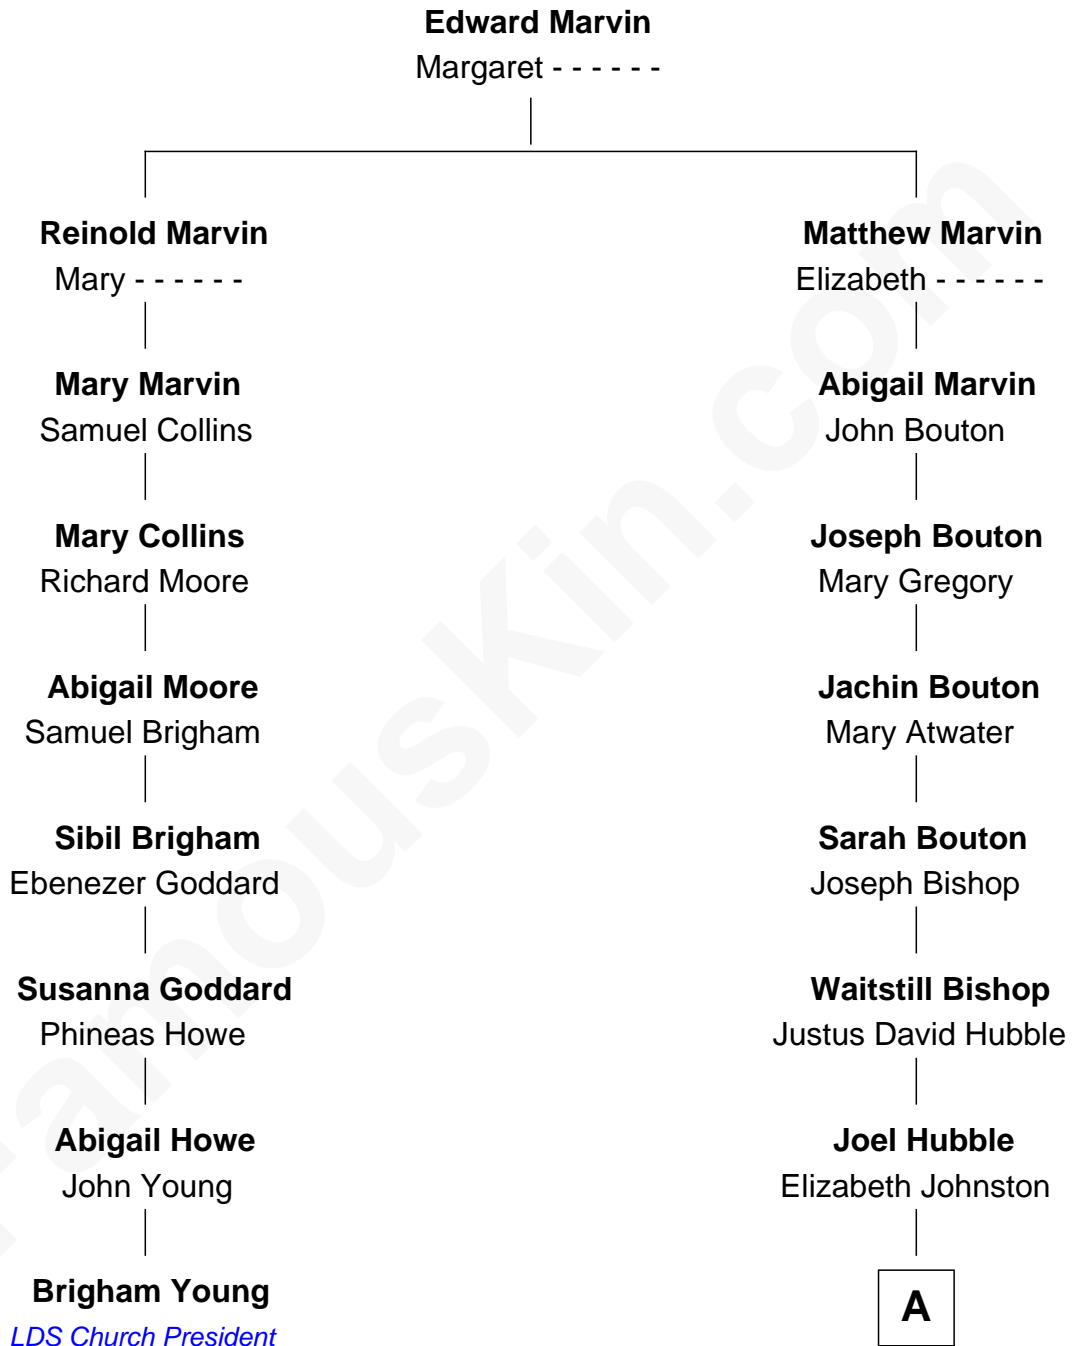 Edward Marvin
Margaret - - - - - -
Reinold Marvin
Mary - - - - - -
Mary Marvin
Samuel Collins
Mary Collins
Richard Moore
Abigail Moore
Samuel Brigham
Sibil Brigham
Ebenezer Goddard
Susanna Goddard
Phineas Howe
Abigail Howe
John Young
Brigham Young
LDS Church President
Matthew Marvin
Elizabeth - - - - - -
Abigail Marvin
John Bouton
Joseph Bouton
Mary Gregory
Jachin Bouton
Mary Atwater
Sarah Bouton
Joseph Bishop
Waitstill Bishop
Justus David Hubble
Joel Hubble
Elizabeth Johnston
A
FamousKin.com